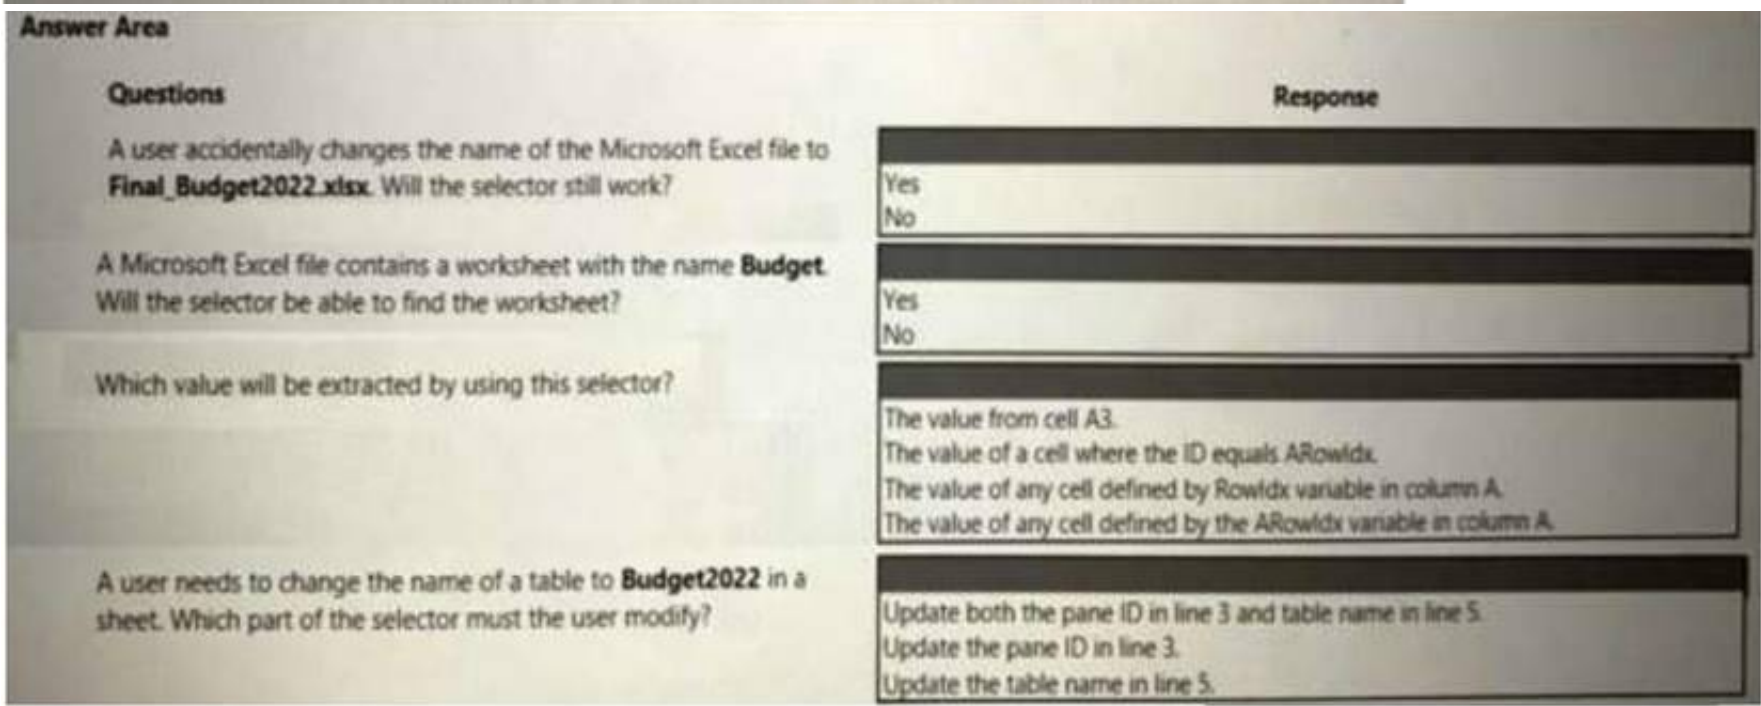 Answer Area
Questions
Response
A user accidentally changes the name of the Microsoft Excel file to
Final_Budget2022.xlsx. Will the selector still work?
Yes
No
A Microsoft Excel file contains a worksheet with the name Budget.
Will the selector be able to find the worksheet?
Yes
No
Which value will be extracted by using this selector?
The value from cell A3.
The value of a cell where the ID equals ARowIdx.
The value of any cell defined by RowIdx variable in column A.
The value of any cell defined by the ARowIdx variable in column A.
A user needs to change the name of a table to Budget2022 in a
sheet. Which part of the selector must the user modify?
Update both the pane ID in line 3 and table name in line 5.
Update the pane ID in line 3.
Update the table name in line 5.